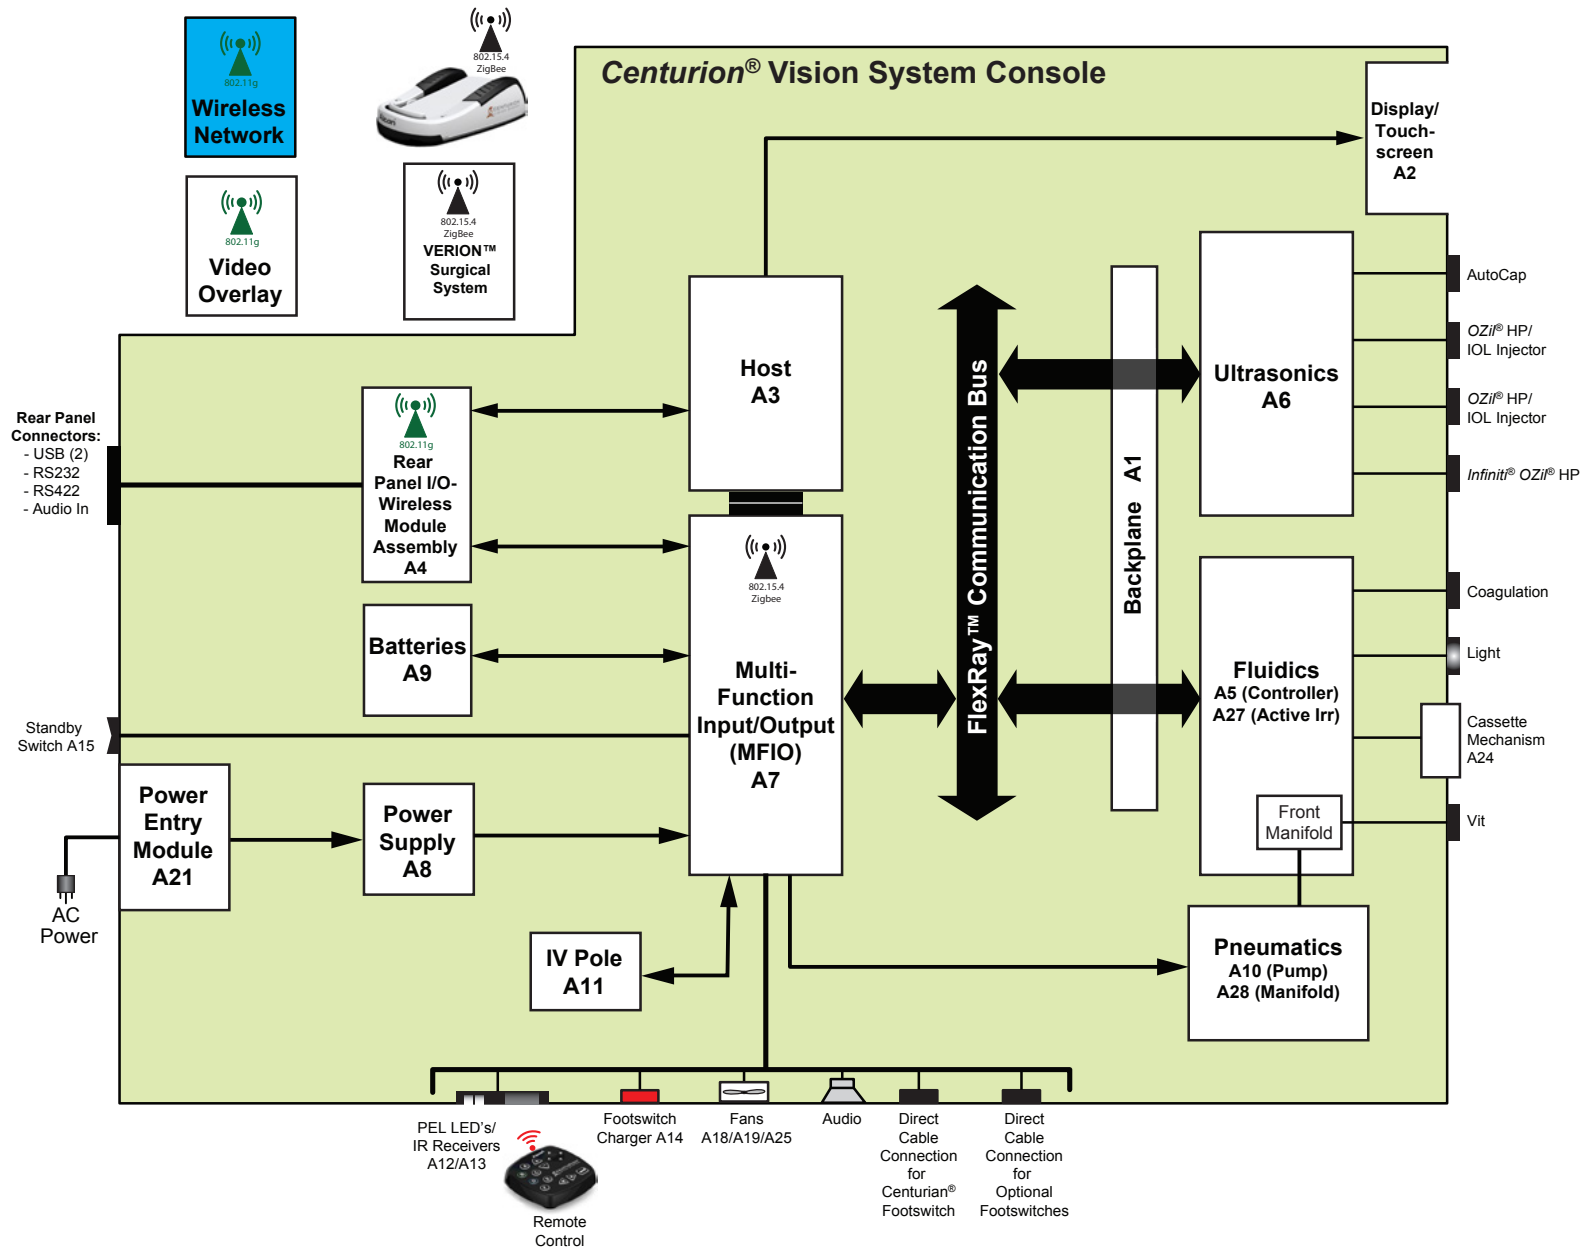 802.11g
Wireless
Network
802.15.4
ZigBee
Centurion® Vision System Console
Display/
Touch-
screen
A2
802.11g
Video
Overlay
802.15.4
ZigBee
VERION™
Surgical
System
Host
A3
FlexRay™ Communication Bus
Backplane A1
Ultrasonics
A6
AutoCap
OZil® HP/
IOL Injector
OZil® HP/
IOL Injector
Infiniti® OZil® HP
Rear Panel
Connectors:
- USB (2)
- RS232
- RS422
- Audio In
802.11g
Rear
Panel I/O-
Wireless
Module
Assembly
A4
802.15.4
Zigbee
Multi-
Function
Input/Output
(MFIO)
A7
Batteries
A9
Fluidics
A5 (Controller)
A27 (Active Irr)
Front
Manifold
Coagulation
Light
Cassette
Mechanism
A24
Vit
Standby
Switch A15
Power
Entry
Module
A21
Power
Supply
A8
AC
Power
IV Pole
A11
Pneumatics
A10 (Pump)
A28 (Manifold)
PEL LED's/
IR Receivers
A12/A13
Remote
Control
Footswitch
Charger A14
Fans
A18/A19/A25
Audio
Direct
Cable
Connection
for
Centurian®
Footswitch
Direct
Cable
Connection
for
Optional
Footswitches